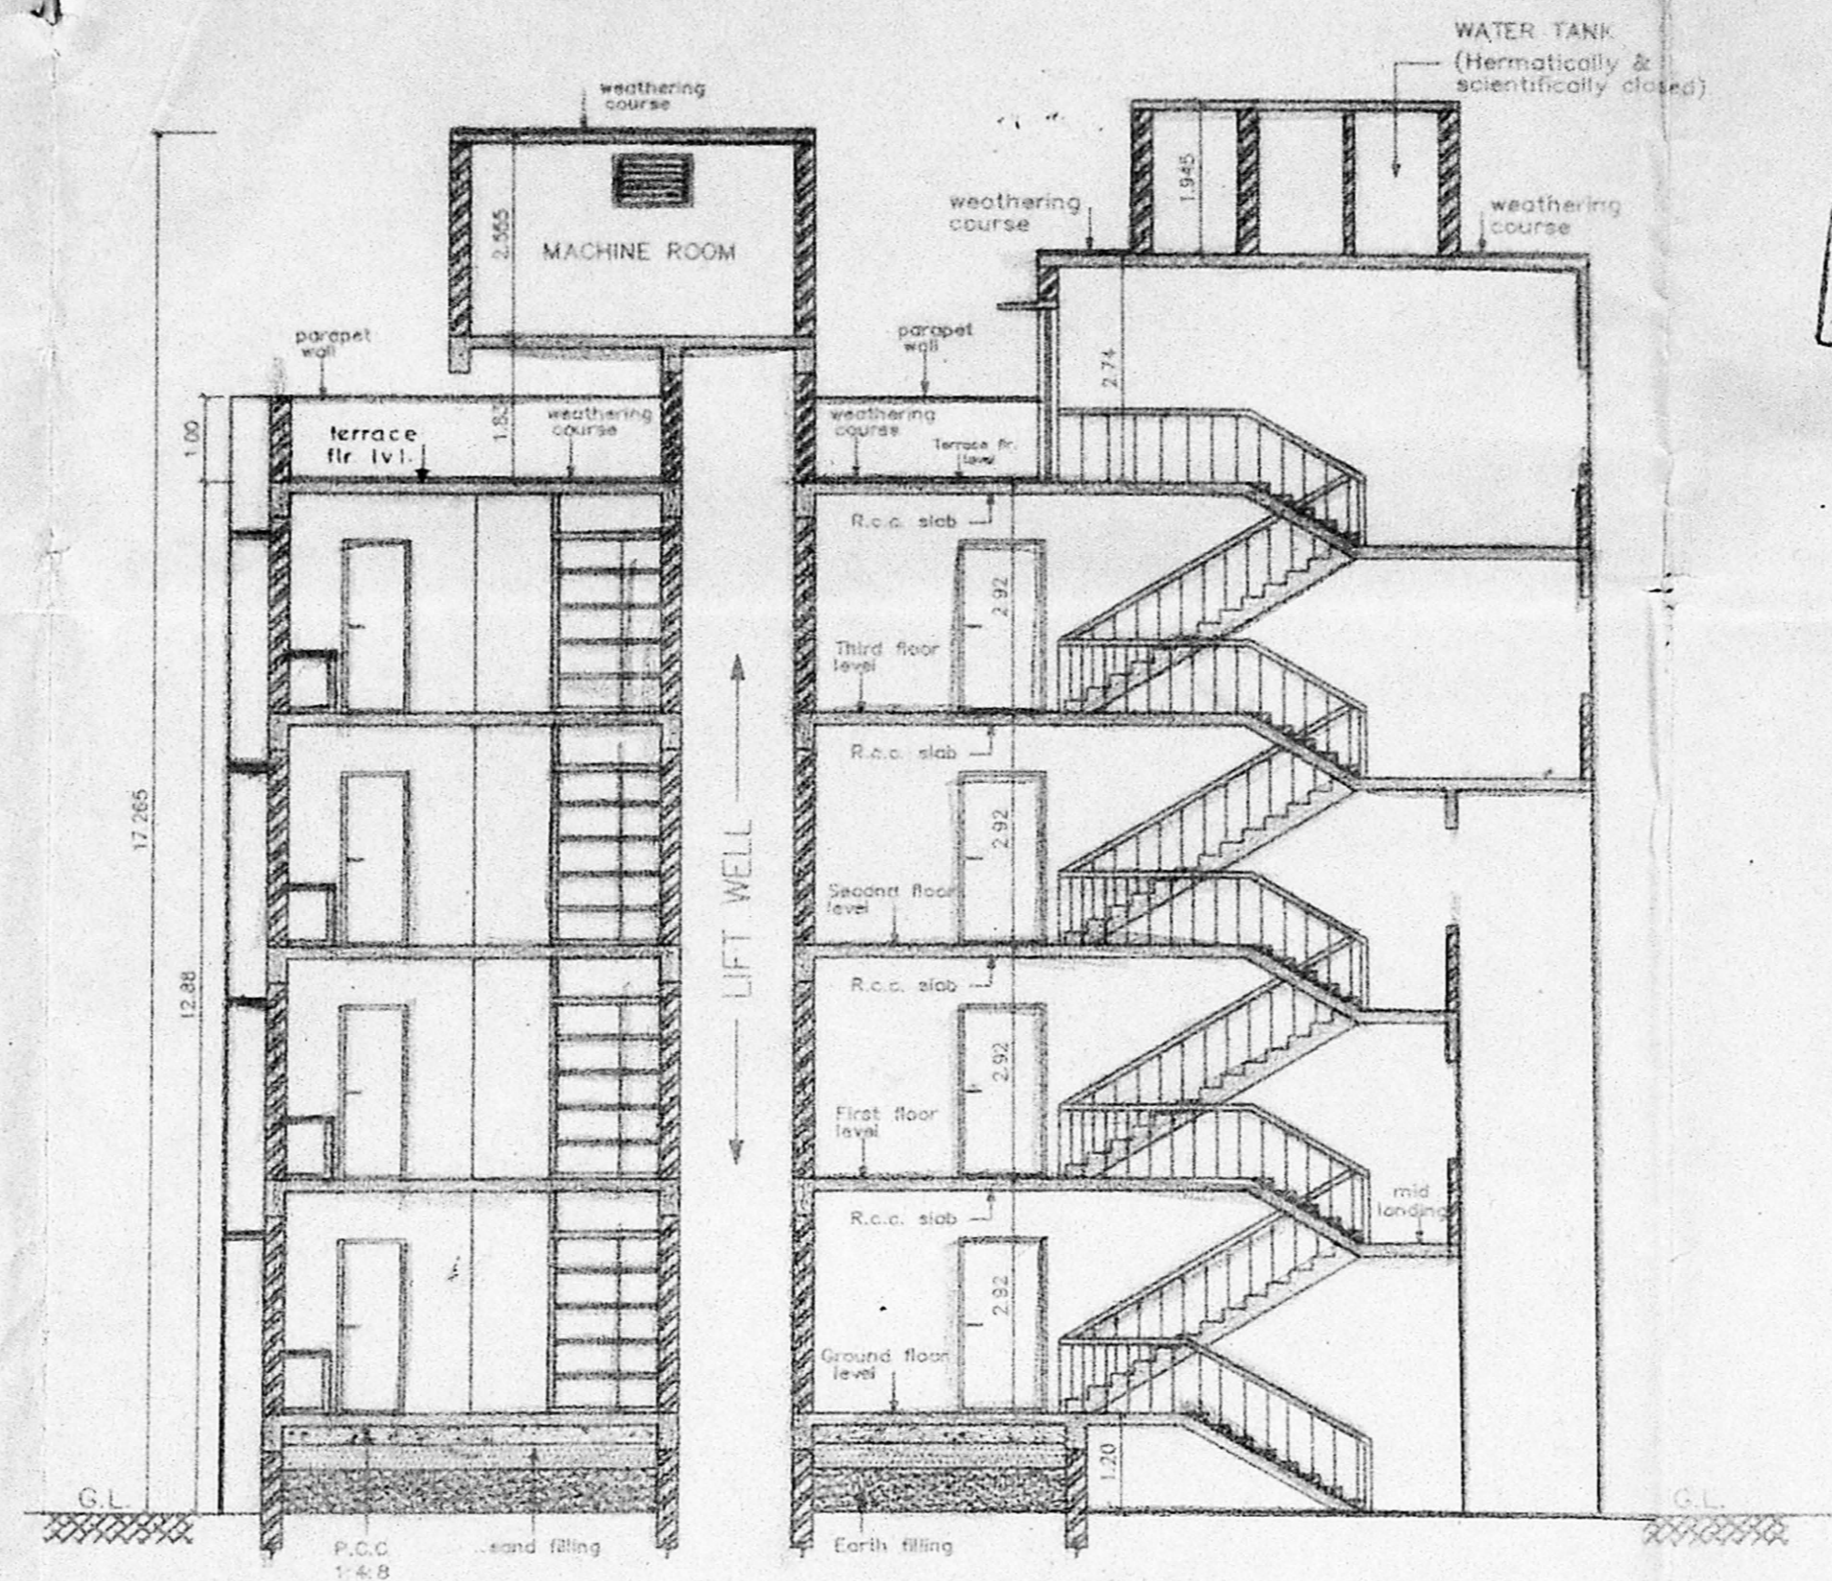 WATER TANK
(Hermatically &
scientifically closed)
weathering
course
2.565
MACHINE ROOM
1.945
weathering
course
weathering
course
parapet
wall
parapet
wall
2.74
1.00
terrace
flr. lvl.
weathering
course
weathering
course
Terrace flr.
level
R.c.c. slab
2.92
Third floor
level
R.c.c. slab
17.265
2.92
LIFT WELL
Second floor
level
12.88
R.c.c. slab
2.92
First floor
level
mid
landing
R.c.c. slab
2.92
Ground floor
level
1.20
G.L.
G.L.
P.C.C
1:4:8
sand filling
Earth filling